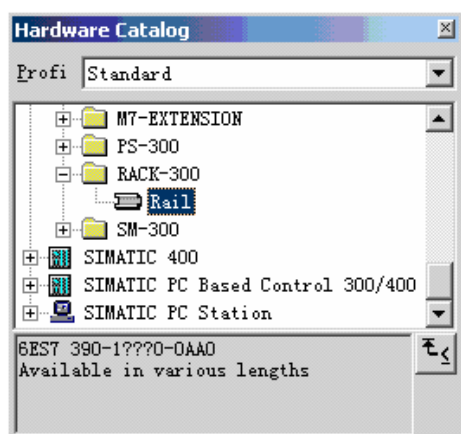 Hardware Catalog
Profi Standard
M7-EXTENSION
PS-300
RACK-300
Rail
SM-300
SIMATIC 400
SIMATIC PC Based Control 300/400
SIMATIC PC Station
6ES7 390-1???0-0AA0
Available in various lengths